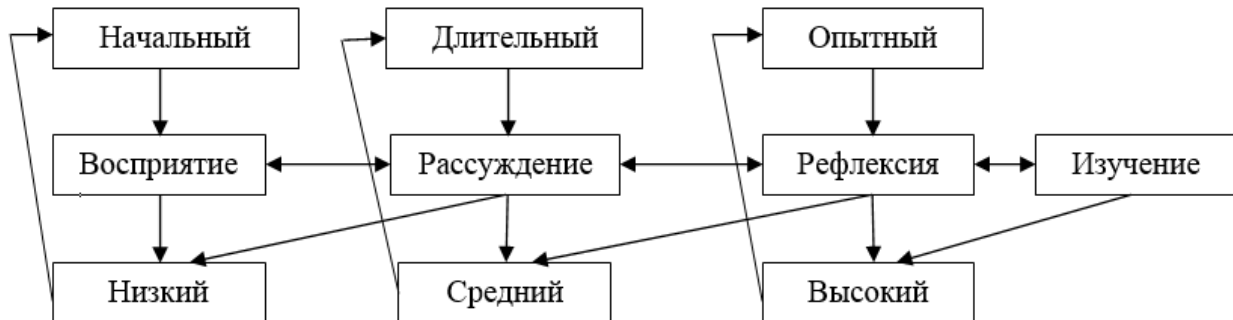 Начальный
Длительный
Опытный
Восприятие
Рассуждение
Рефлексия
Изучение
Низкий
Средний
Высокий